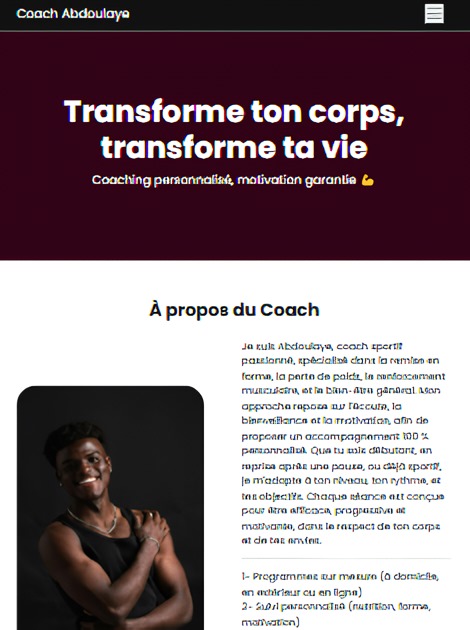 Coach Abdoulaye
Transforme ton corps,
transforme ta vie
Coaching personnalisé, motivation garantie 💪
À propos du Coach
Je suis Abdoulaye, coach sportif
passionné, spécialisé dans la remise en
forme, la perte de poids, le renforcement
musculaire, et le bien-être général. Mon
approche repose sur l'écoute, la
bienveillance et la motivation, afin de
proposer un accompagnement 100 %
personnalisé. Que tu sois débutant, en
reprise après une pause, ou déjà sportif,
je m'adapte à ton niveau, ton rythme, et
tes objectifs. Chaque séance est conçue
pour être efficace, progressive et
motivante, dans le respect de ton corps
et de tes envies.
1- Programmes sur mesure (à domicile,
en extérieur ou en ligne)
2- Suivi personnalisé (nutrition, forme,
motivation)